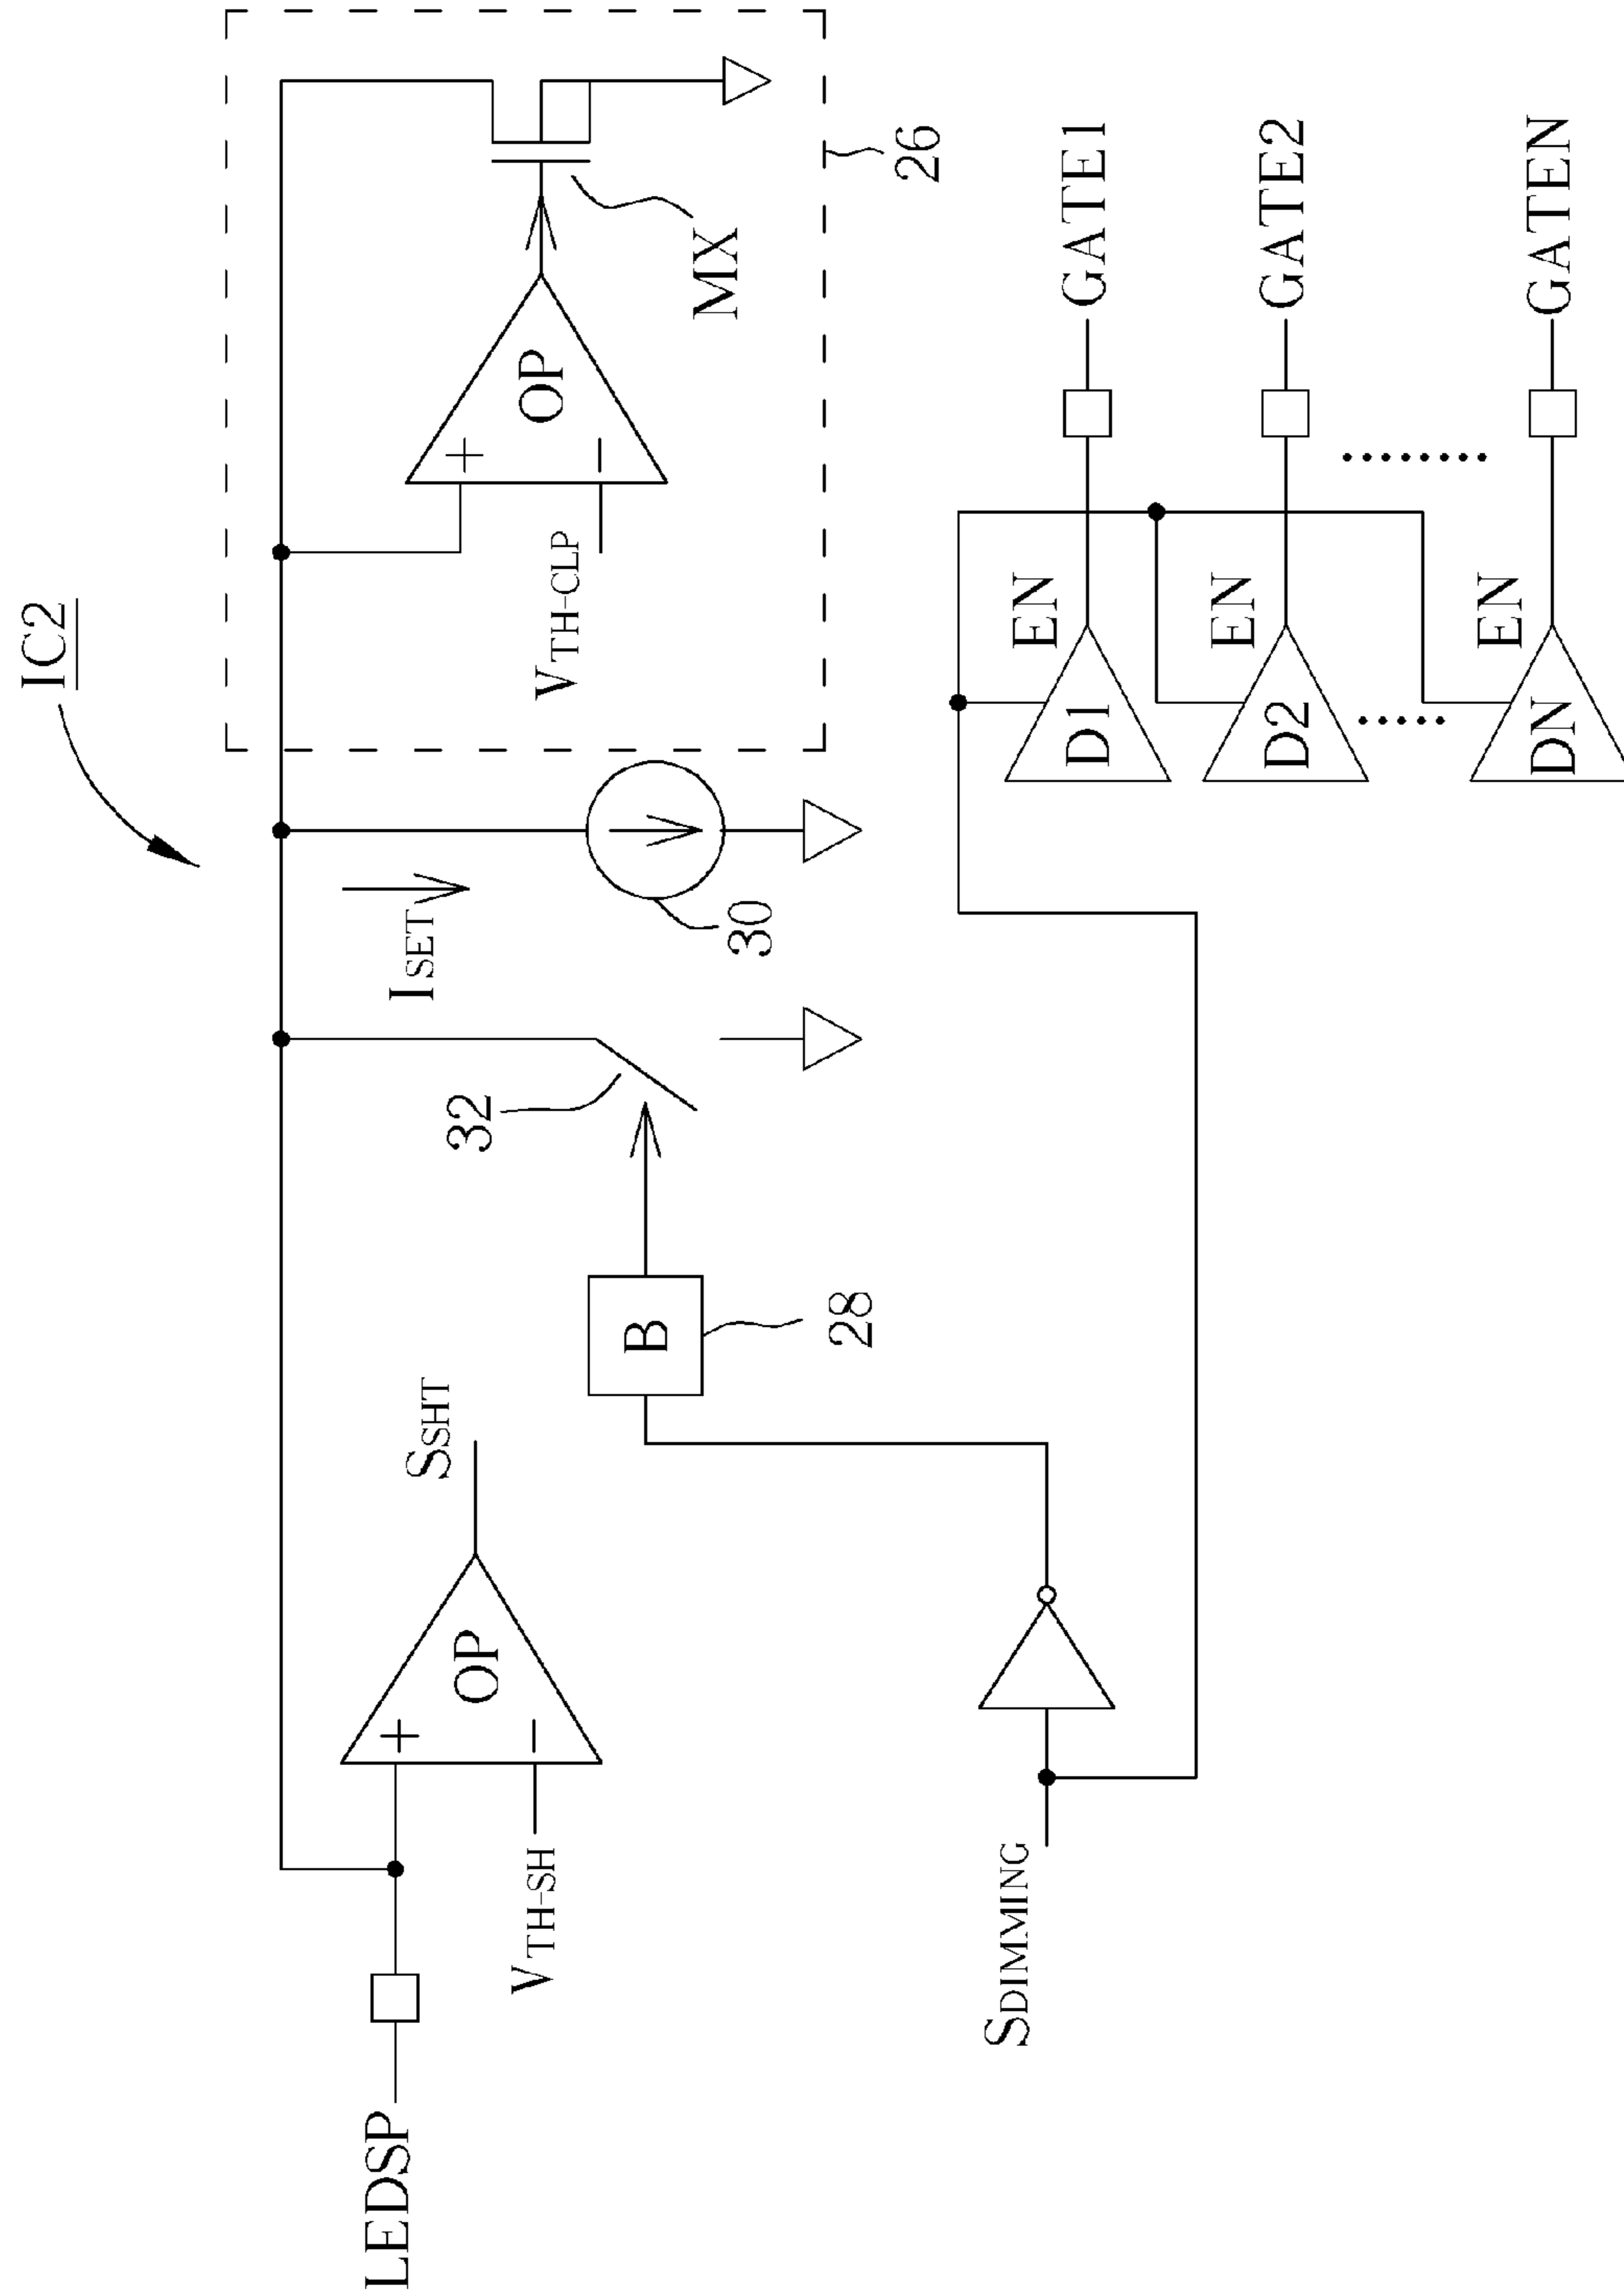 IC2
LEDSP
OP
+
−
VTH-SH
SSHT
32
ISET
30
B
28
VTH-CLP
+
−
OP
MX
26
SDIMMING
D1
EN
GATE1
D2
EN
GATE2
DN
EN
GATEN